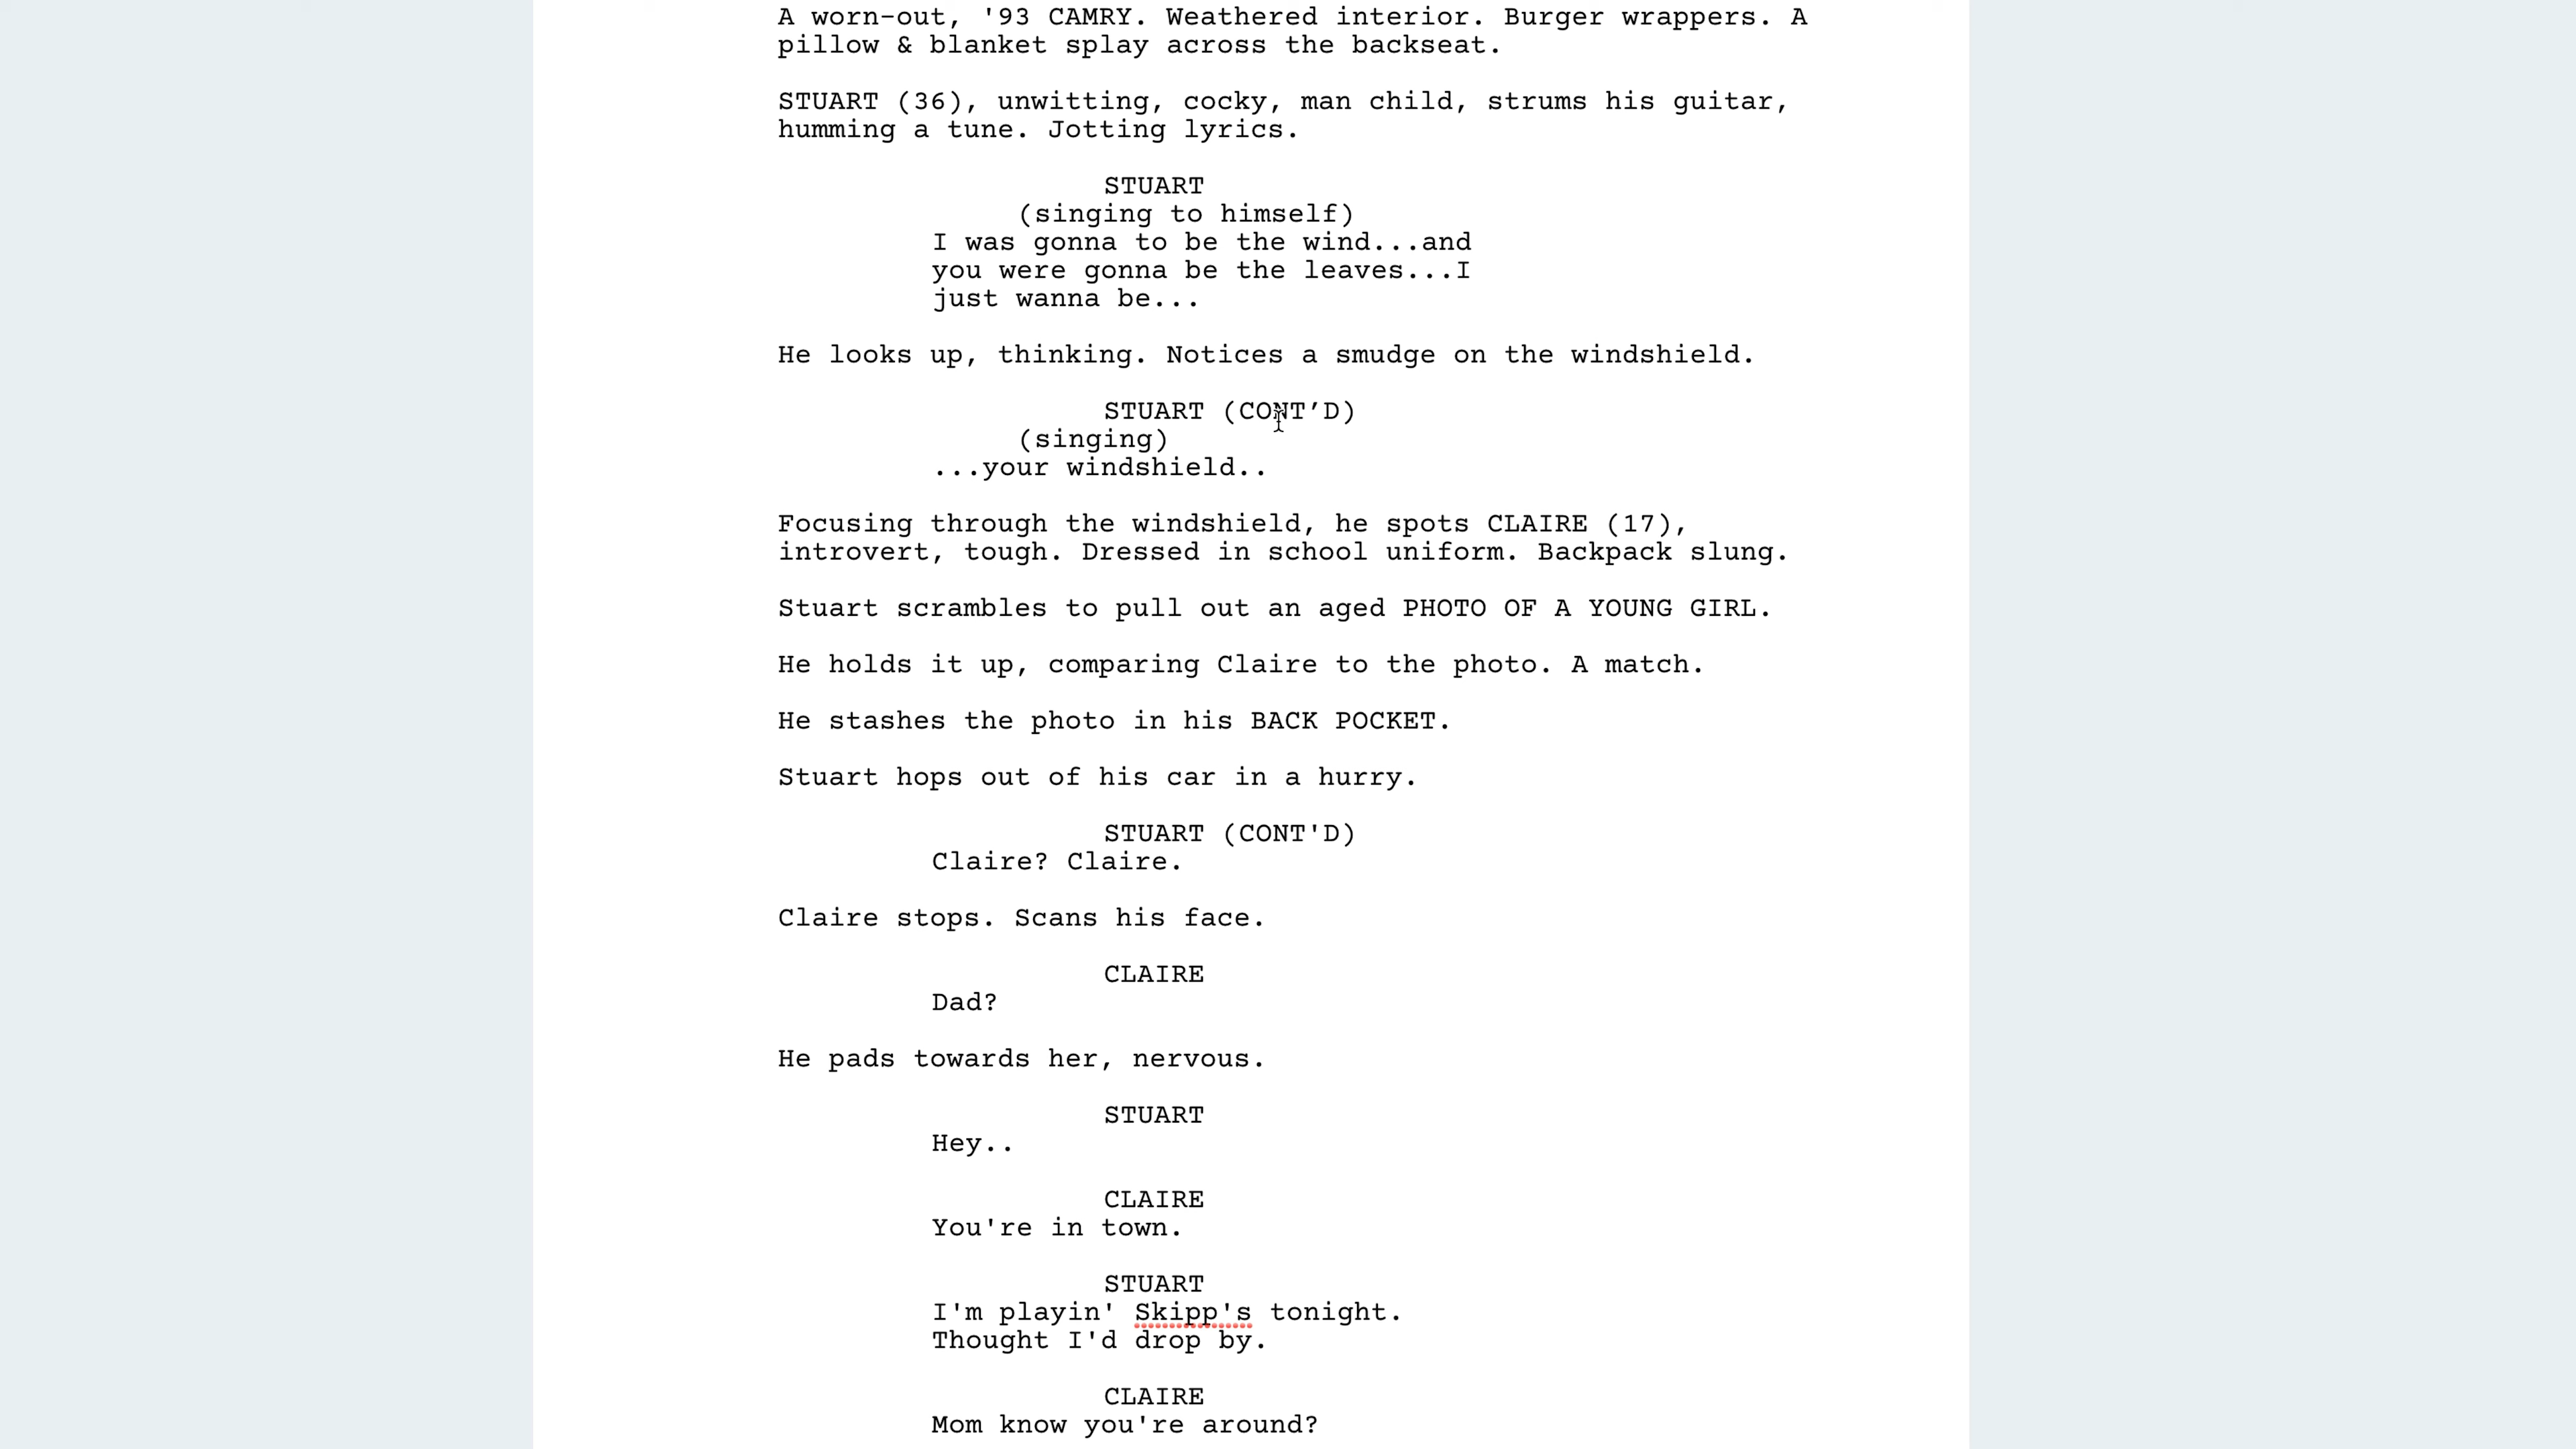 A worn-out, '93 CAMRY. Weathered interior. Burger wrappers. A
pillow & blanket splay across the backseat.
STUART (36), unwitting, cocky, man child, strums his guitar,
humming a tune. Jotting lyrics.
STUART
(singing to himself)
I was gonna to be the wind...and
you were gonna be the leaves...I
just wanna be...
He looks up, thinking. Notices a smudge on the windshield.
STUART (CONT’D)
(singing)
...your windshield..
Focusing through the windshield, he spots CLAIRE (17),
introvert, tough. Dressed in school uniform. Backpack slung.
Stuart scrambles to pull out an aged PHOTO OF A YOUNG GIRL.
He holds it up, comparing Claire to the photo. A match.
He stashes the photo in his BACK POCKET.
Stuart hops out of his car in a hurry.
STUART (CONT'D)
Claire? Claire.
Claire stops. Scans his face.
CLAIRE
Dad?
He pads towards her, nervous.
STUART
Hey..
CLAIRE
You're in town.
STUART
I'm playin' Skipp's tonight.
Thought I'd drop by.
CLAIRE
Mom know you're around?